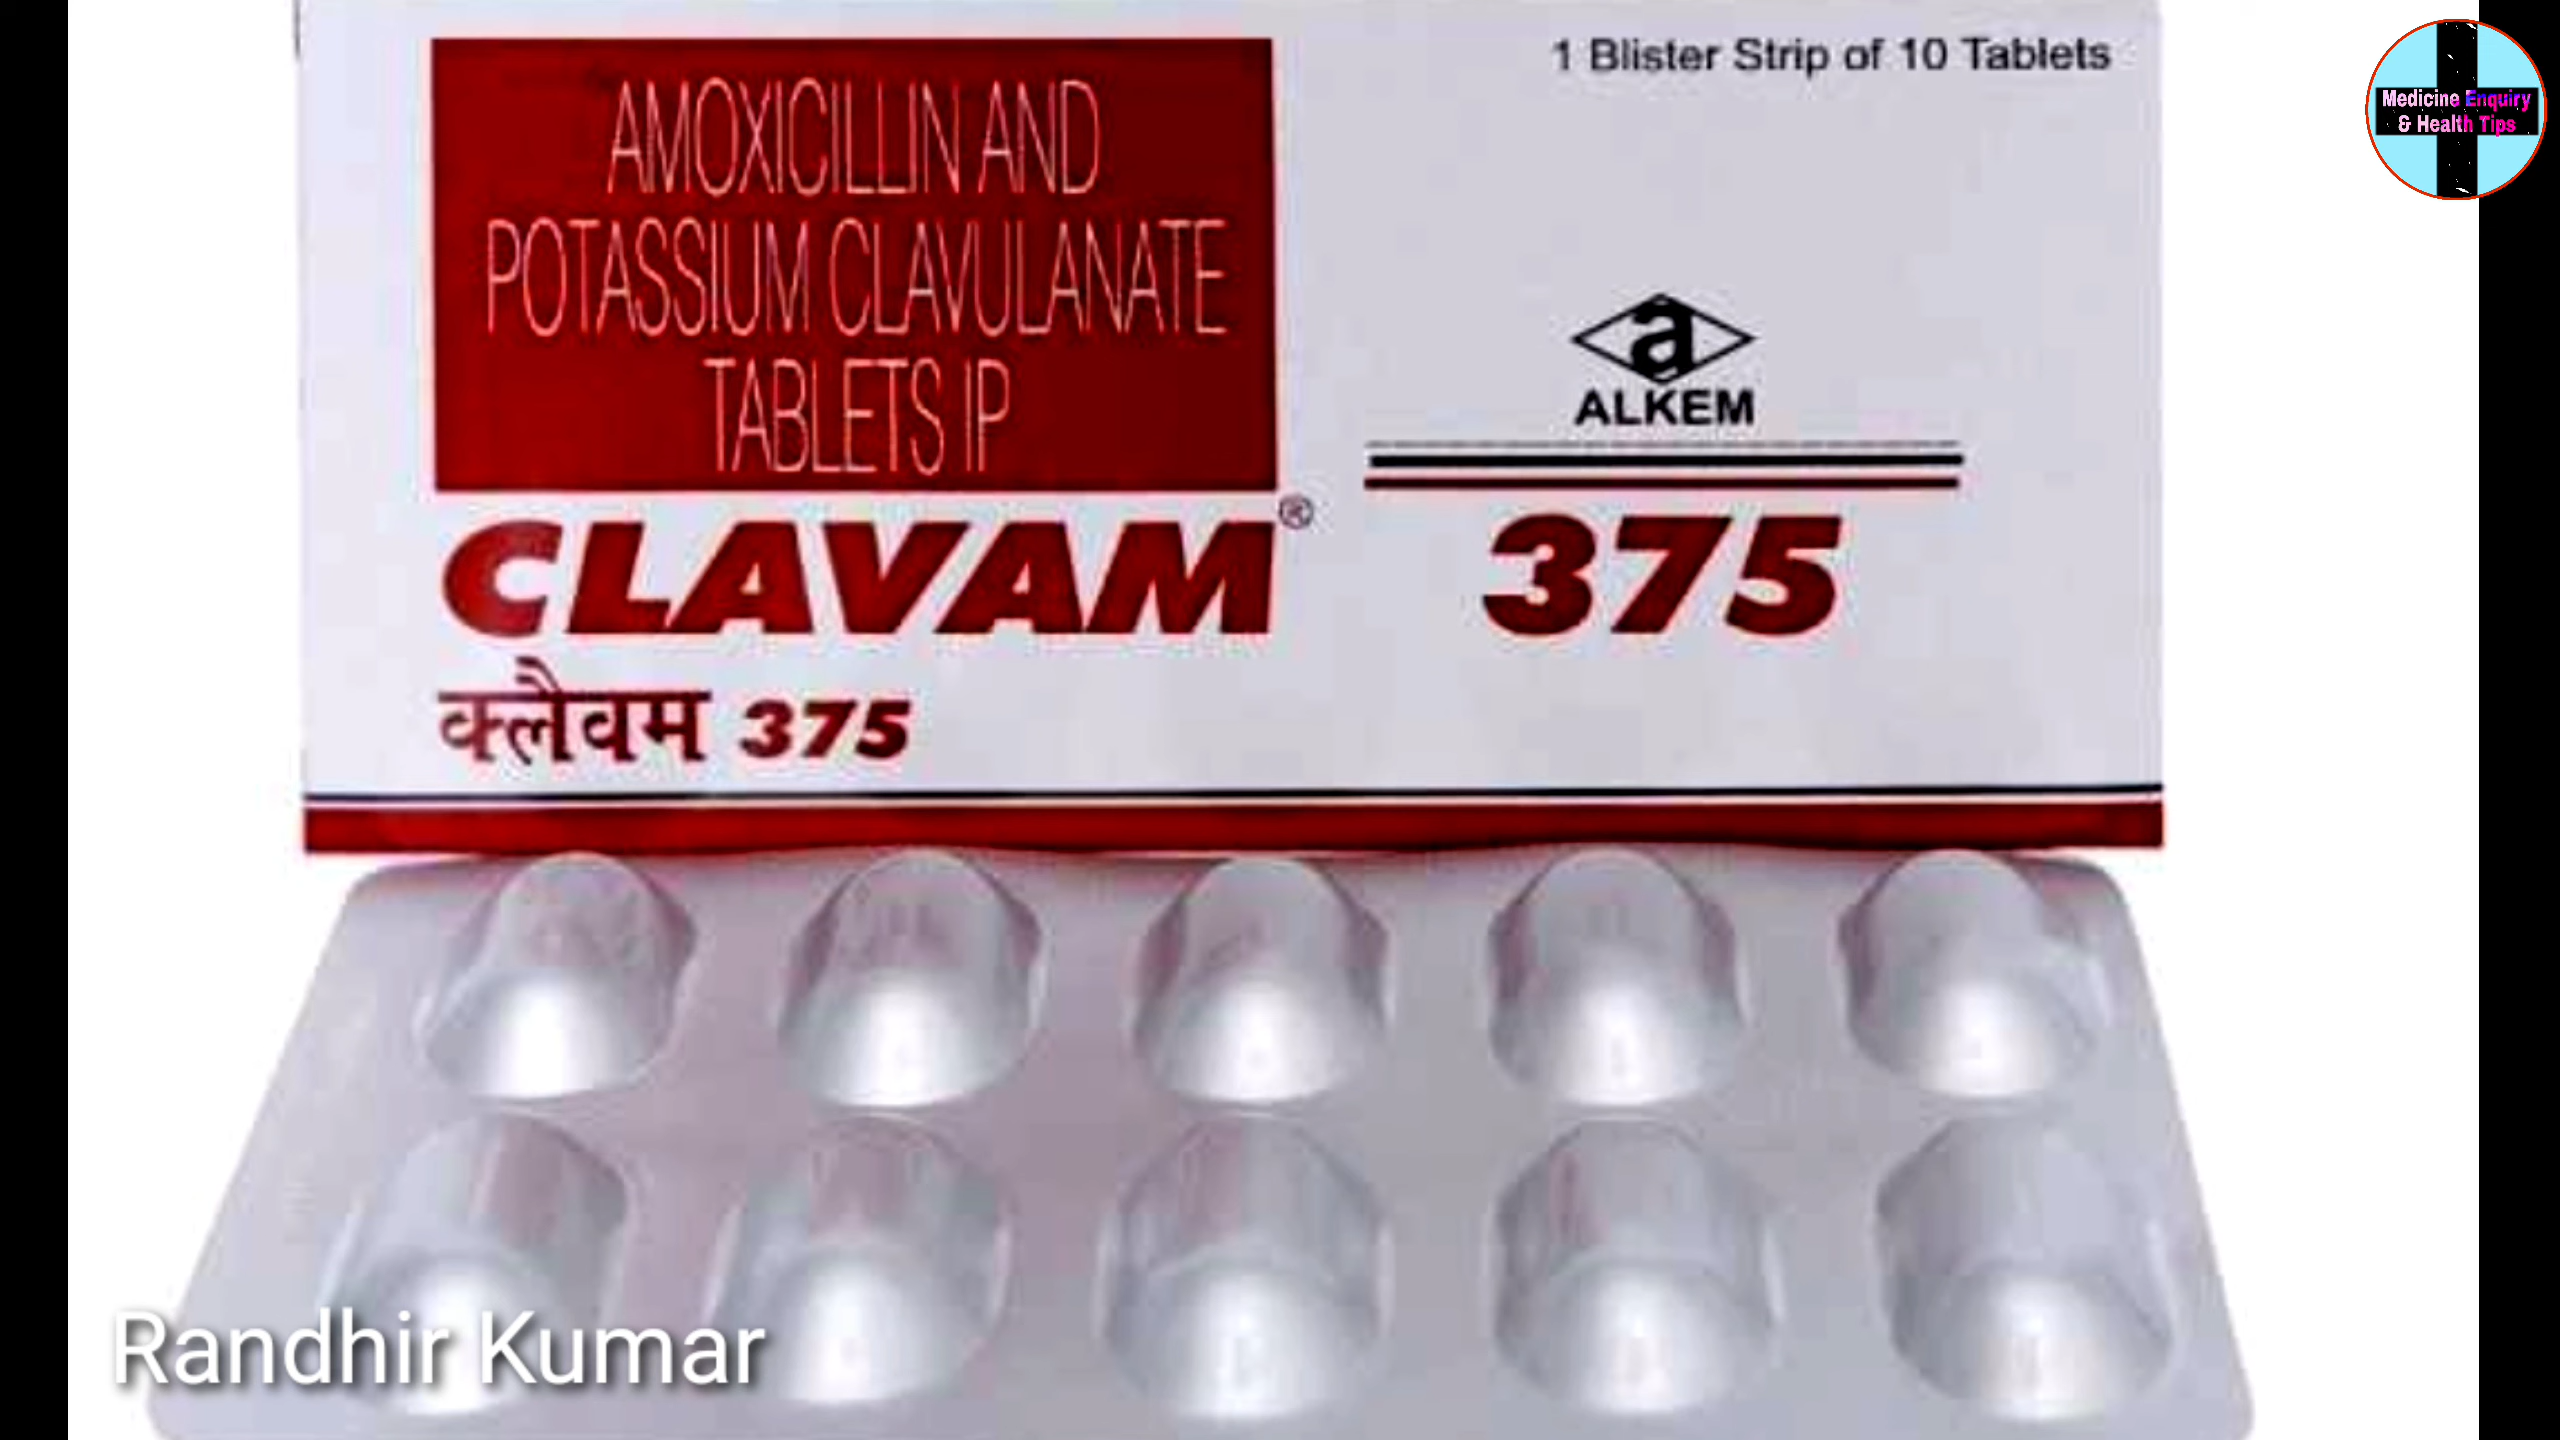 1 Blister Strip of 10 Tablets
Medicine Enquiry
& Health Tips
AMOXICILLIN AND
POTASSIUM CLAVULANATE
TABLETS IP
a
ALKEM
CLAVAM® 375
क्लैवम 375
Randhir Kumar